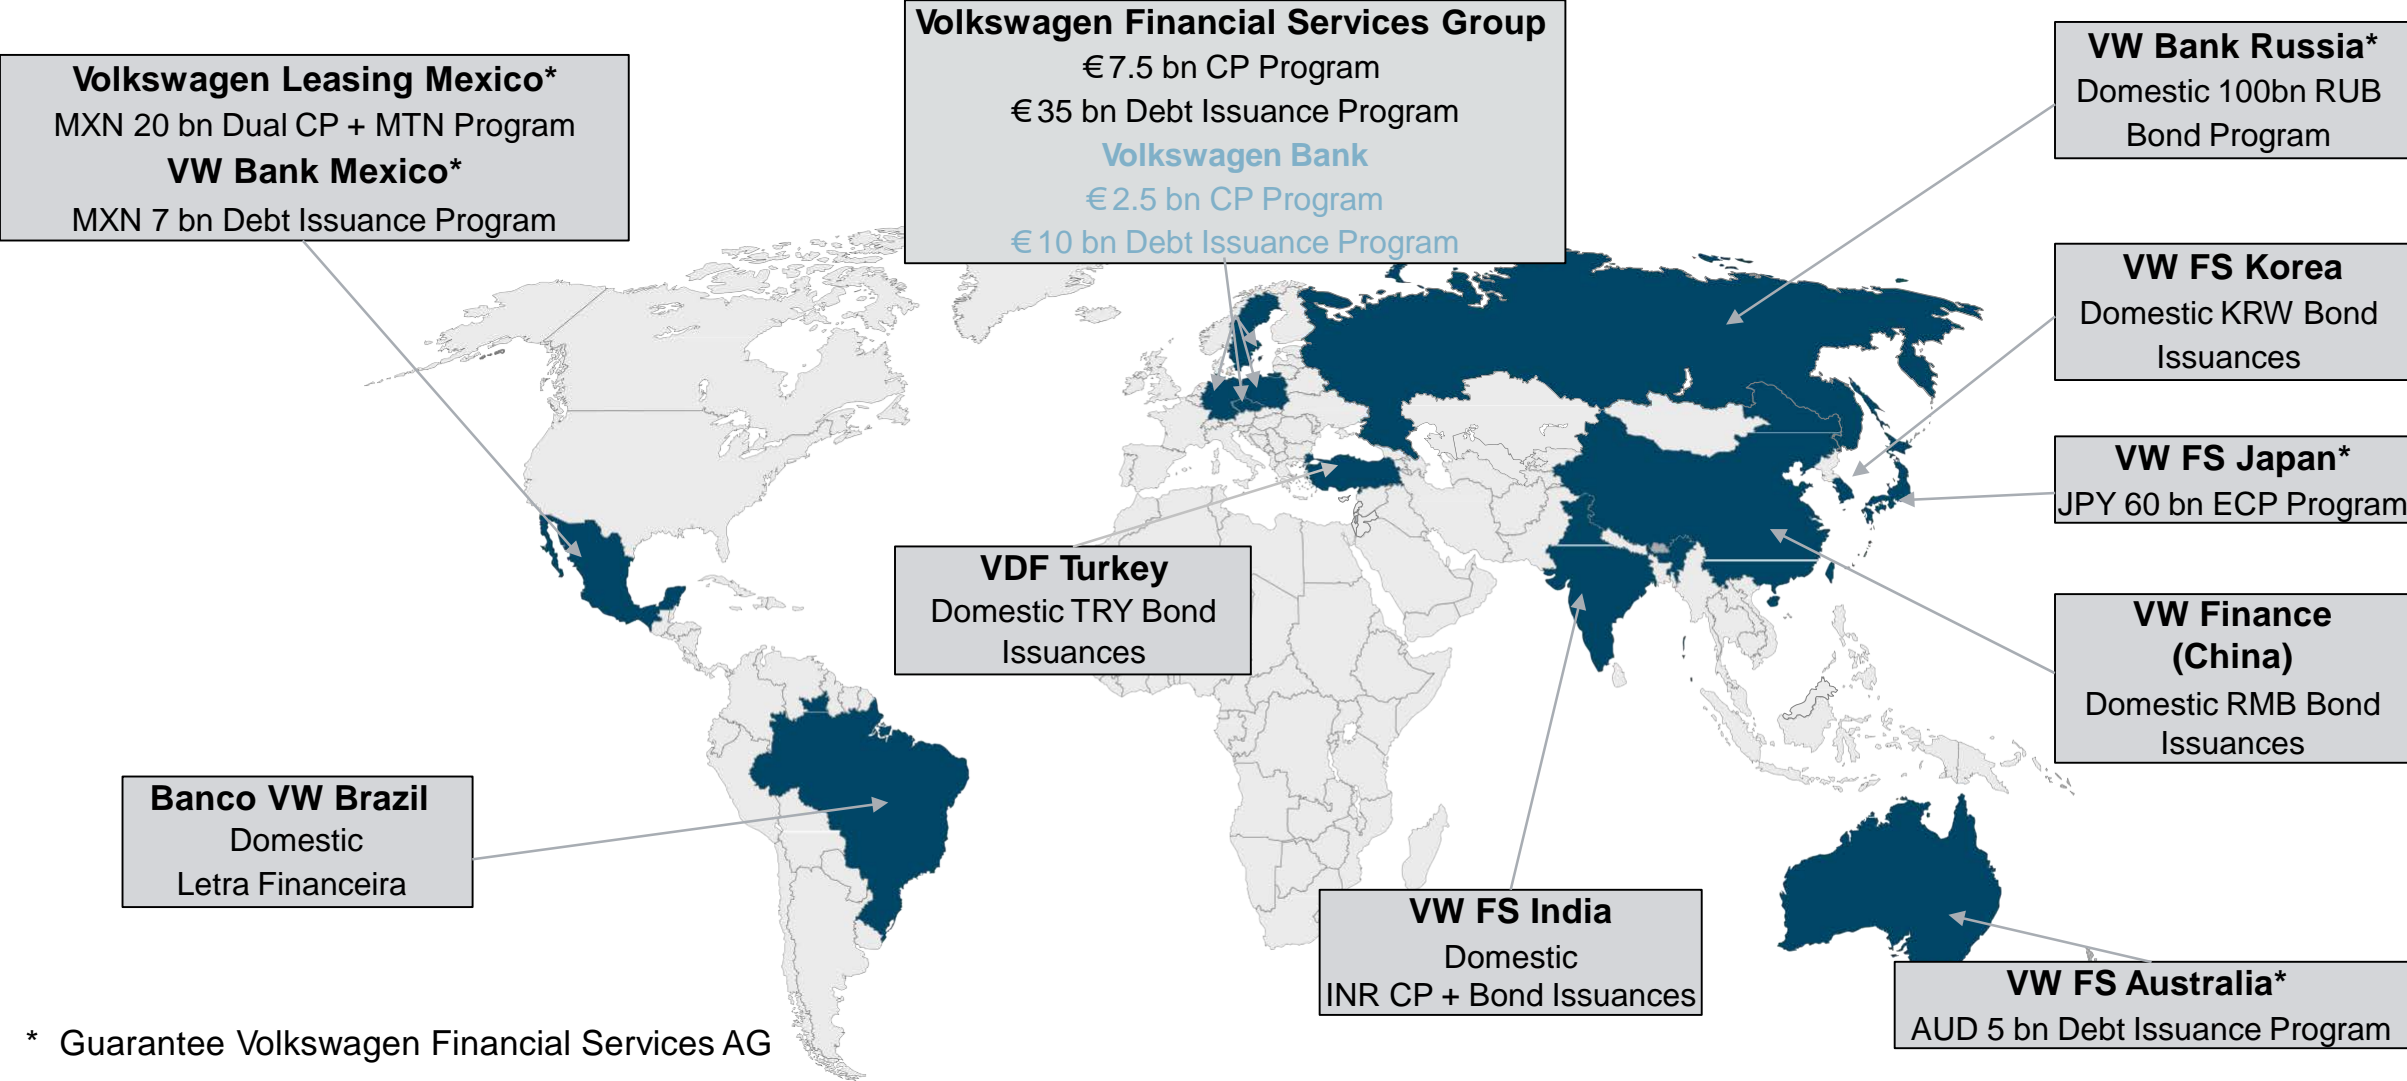 Volkswagen Financial Services Group
€7.5 bn CP Program
€35 bn Debt Issuance Program
Volkswagen Bank
€2.5 bn CP Program
€10 bn Debt Issuance Program
Volkswagen Leasing Mexico*
MXN 20 bn Dual CP + MTN Program
VW Bank Mexico*
MXN 7 bn Debt Issuance Program
VW Bank Russia*
Domestic 100bn RUB
Bond Program
VW FS Korea
Domestic KRW Bond
Issuances
VW FS Japan*
JPY 60 bn ECP Program
VDF Turkey
Domestic TRY Bond
Issuances
VW Finance
(China)
Domestic RMB Bond
Issuances
Banco VW Brazil
Domestic
Letra Financeira
VW FS India
Domestic
INR CP + Bond Issuances
VW FS Australia*
AUD 5 bn Debt Issuance Program
* Guarantee Volkswagen Financial Services AG